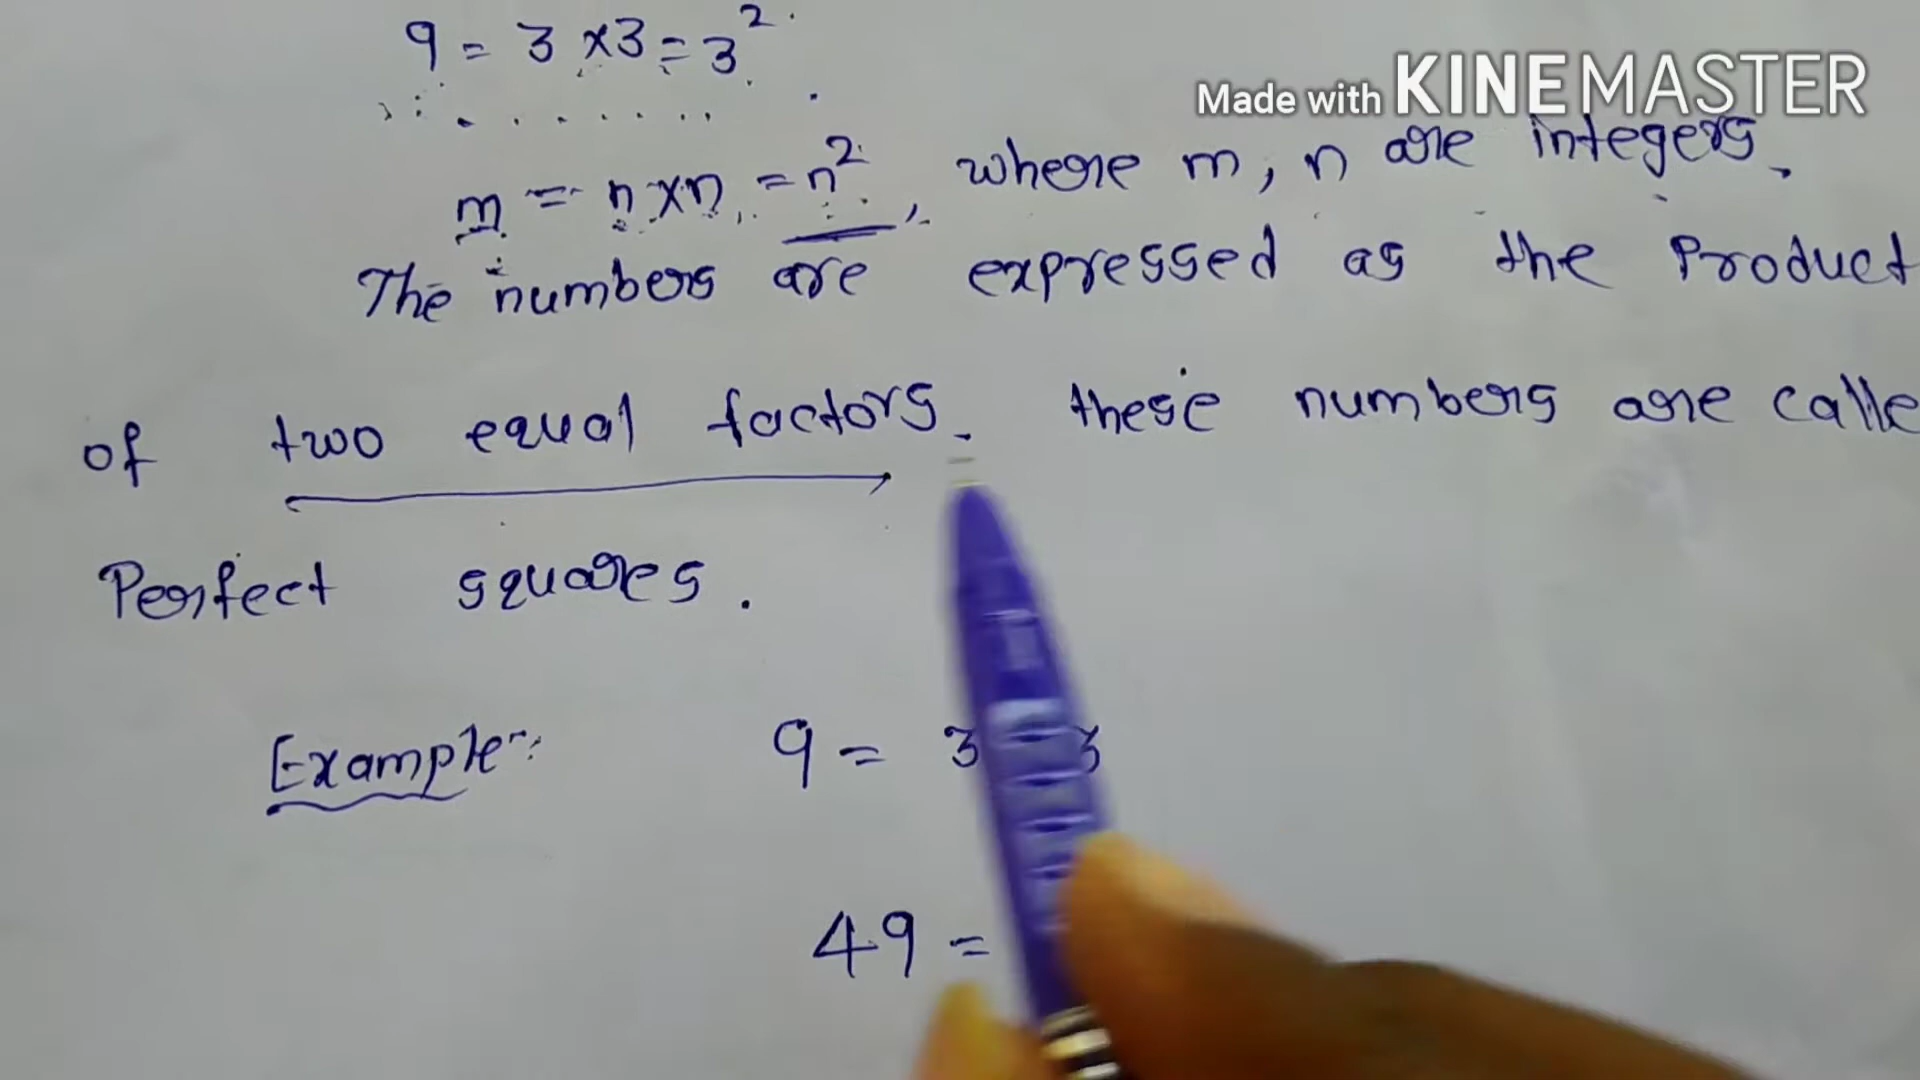 9 = 3 × 3 = 3²
Made with KINEMASTER
m = n × n = n², where m, n are integers.
The numbers are expressed as the Product
of two equal factors. these numbers are calle
Perfect squares.
Example:- 9 = 3 3
49 =